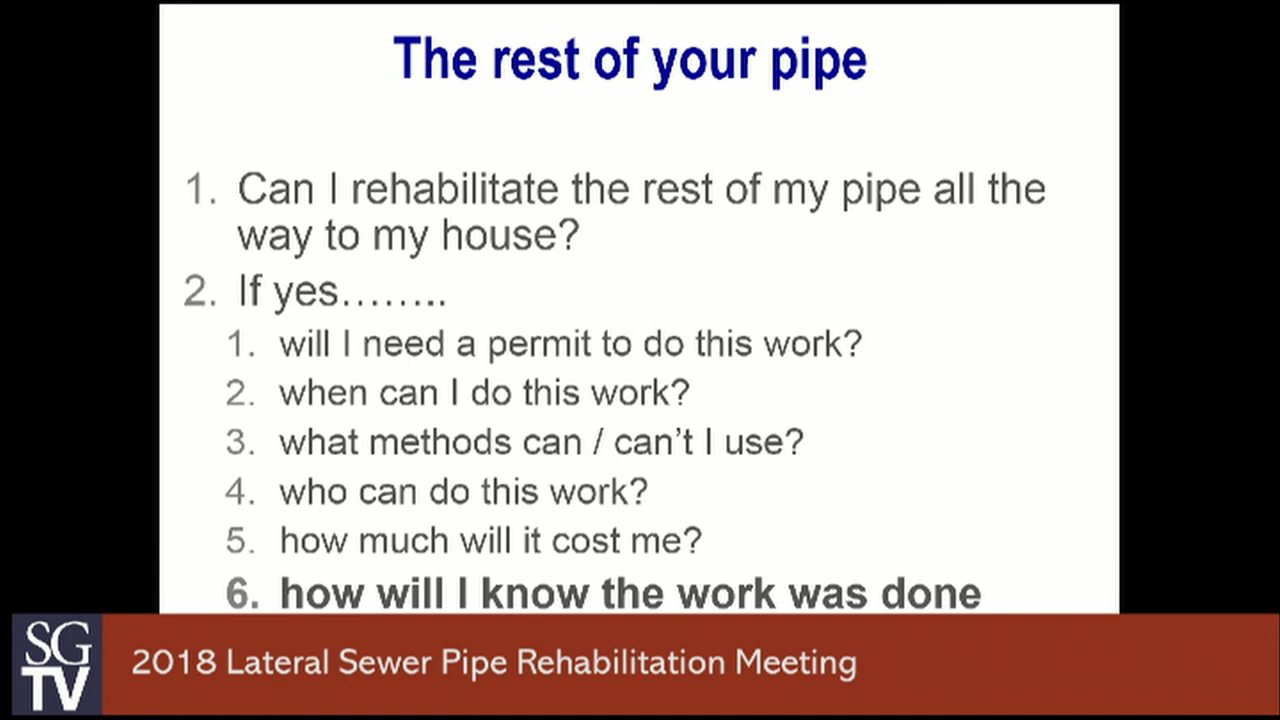 The rest of your pipe
1. Can I rehabilitate the rest of my pipe all the
way to my house?
2. If yes........
1. will I need a permit to do this work?
2. when can I do this work?
3. what methods can / can't I use?
4. who can do this work?
5. how much will it cost me?
6. how will I know the work was done
SG
TV
2018 Lateral Sewer Pipe Rehabilitation Meeting